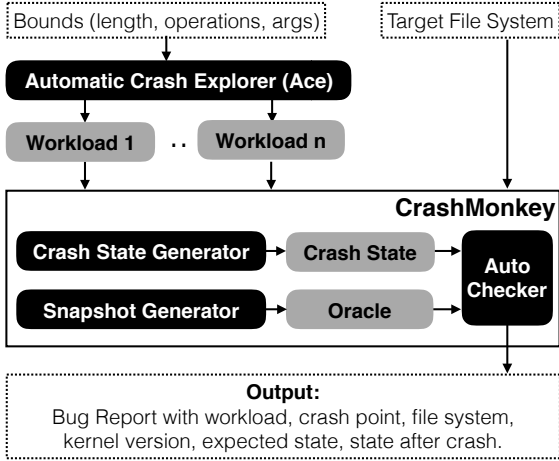 Bounds (length, operations, args)
Target File System
Automatic Crash Explorer (Ace)
Workload 1
. .
Workload n
CrashMonkey
Crash State Generator
Crash State
Auto
Checker
Snapshot Generator
Oracle
Output:
Bug Report with workload, crash point, file system,
kernel version, expected state, state after crash.